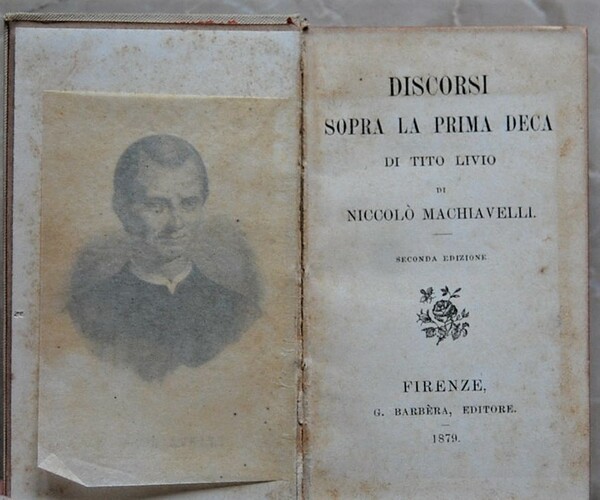 DISCORSI
SOPRA LA PRIMA DECA
DI TITO LIVIO
DI
NICCOLÒ MACHIAVELLI.
SECONDA EDIZIONE
FIRENZE,
G. BARBÈRA, EDITORE.
1879.